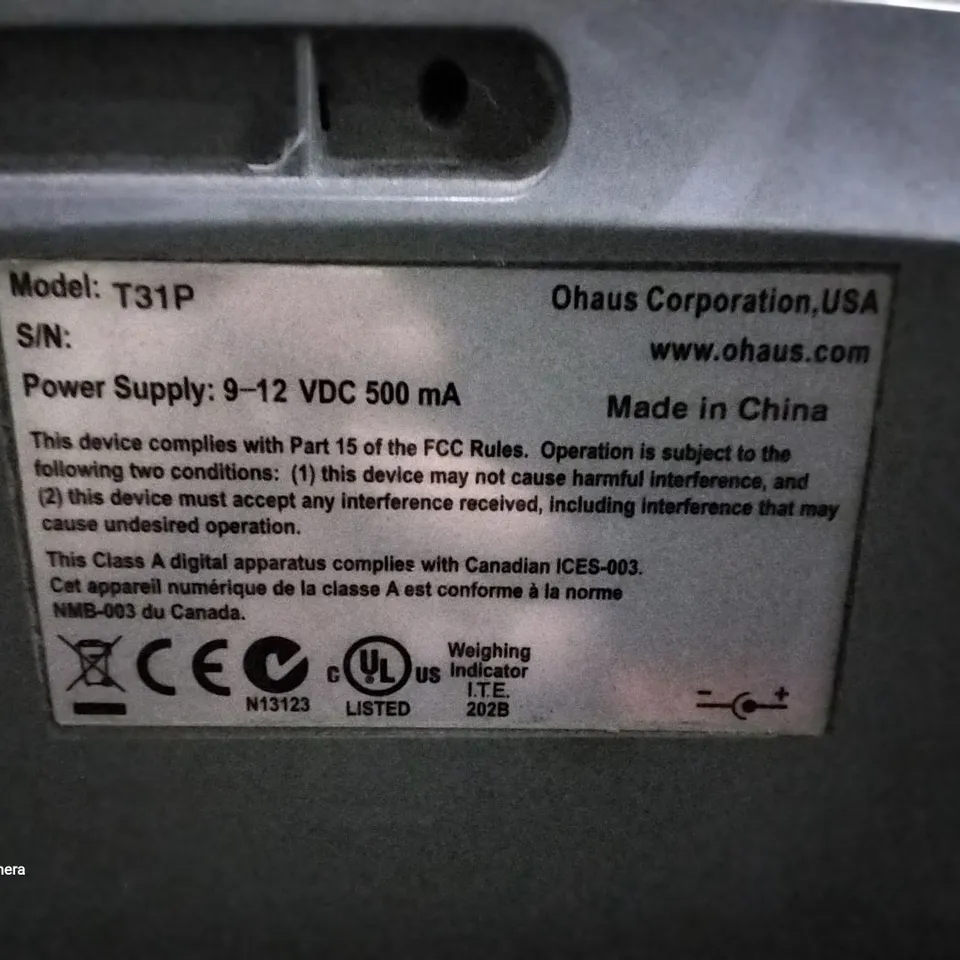 Model: T31P
Ohaus Corporation,USA
S/N:
www.ohaus.com
Power Supply: 9–12 VDC 500 mA
Made in China
This device complies with Part 15 of the FCC Rules. Operation is subject to the
following two conditions: (1) this device may not cause harmful interference, and
(2) this device must accept any interference received, including interference that may
cause undesired operation.
This Class A digital apparatus complies with Canadian ICES-003.
Cet appareil numérique de la classe A est conforme à la norme
NMB-003 du Canada.
CE
N13123
C UL US
LISTED
Weighing
Indicator
I.T.E.
202B
- +